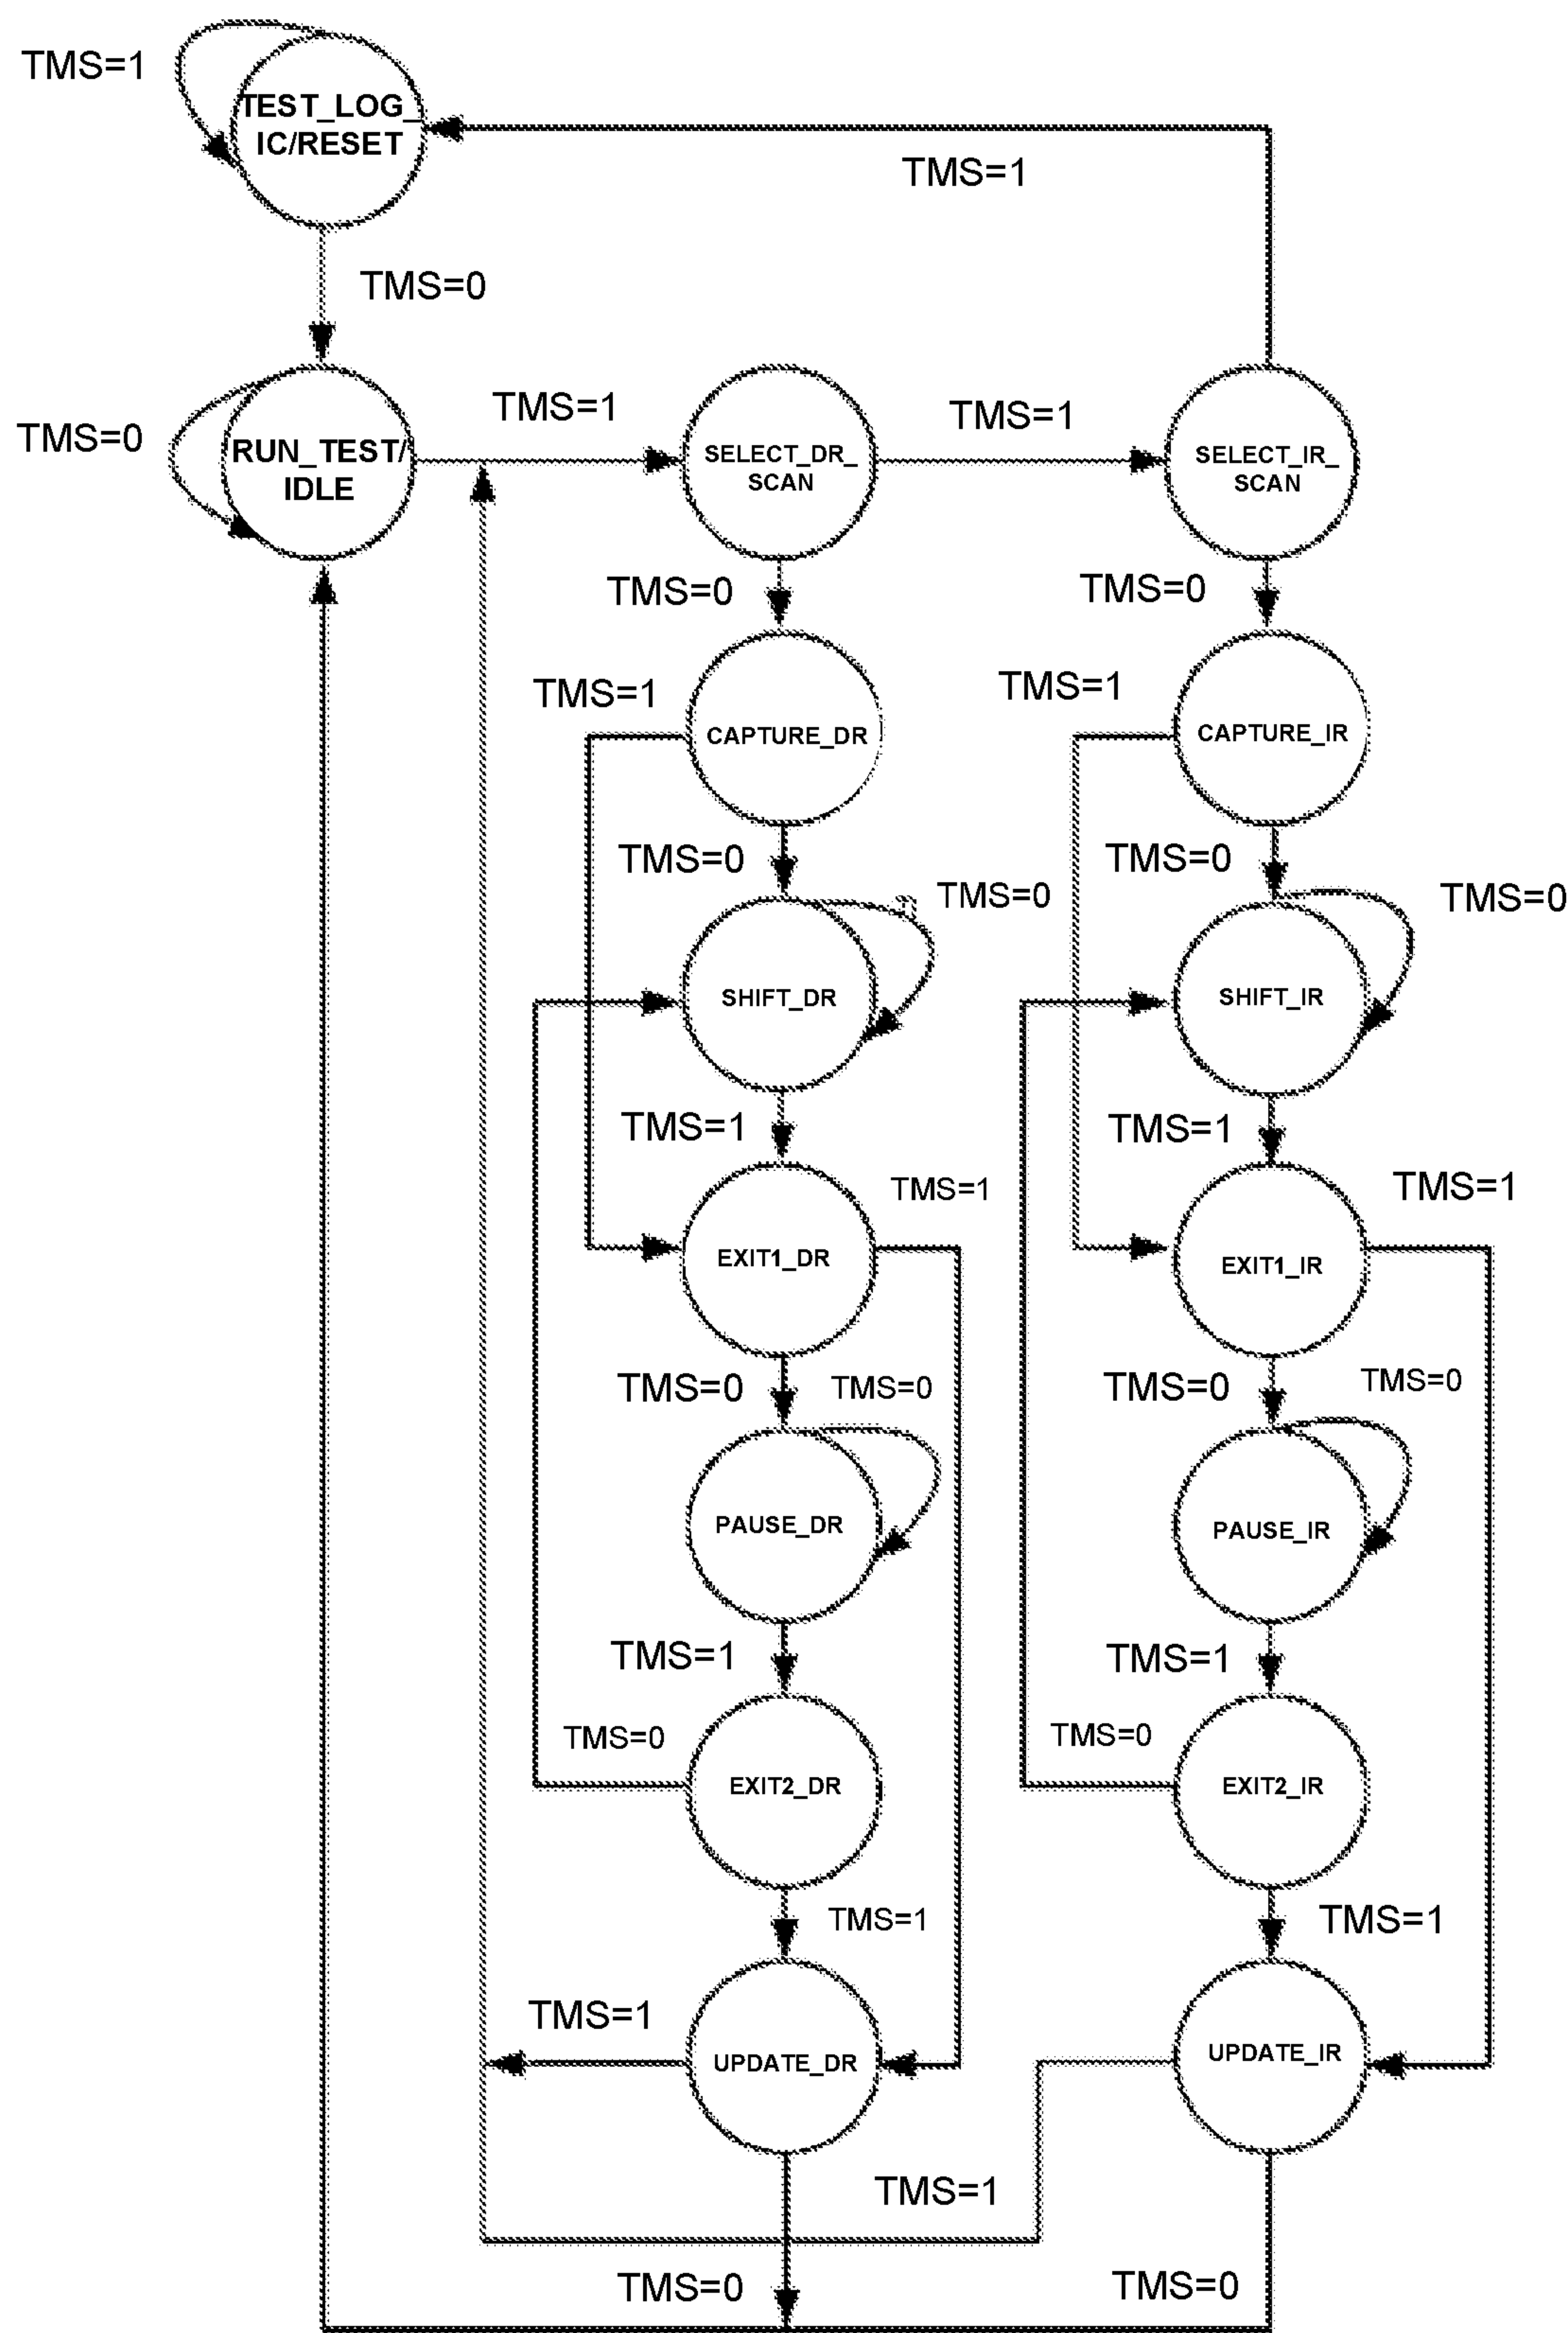 TMS=1
TEST_LOG_
IC/RESET
TMS=1
TMS=0
TMS=0
RUN_TEST/
IDLE
TMS=1
SELECT_DR_
SCAN
TMS=1
SELECT_IR_
SCAN
TMS=0
TMS=0
TMS=1
CAPTURE_DR
TMS=1
CAPTURE_IR
TMS=0
TMS=0
TMS=0
TMS=0
SHIFT_DR
SHIFT_IR
TMS=1
TMS=1
TMS=1
TMS=1
EXIT1_DR
EXIT1_IR
TMS=0
TMS=0
TMS=0
TMS=0
PAUSE_DR
PAUSE_IR
TMS=1
TMS=1
TMS=0
TMS=0
EXIT2_DR
EXIT2_IR
TMS=1
TMS=1
TMS=1
UPDATE_DR
UPDATE_IR
TMS=1
TMS=0
TMS=0